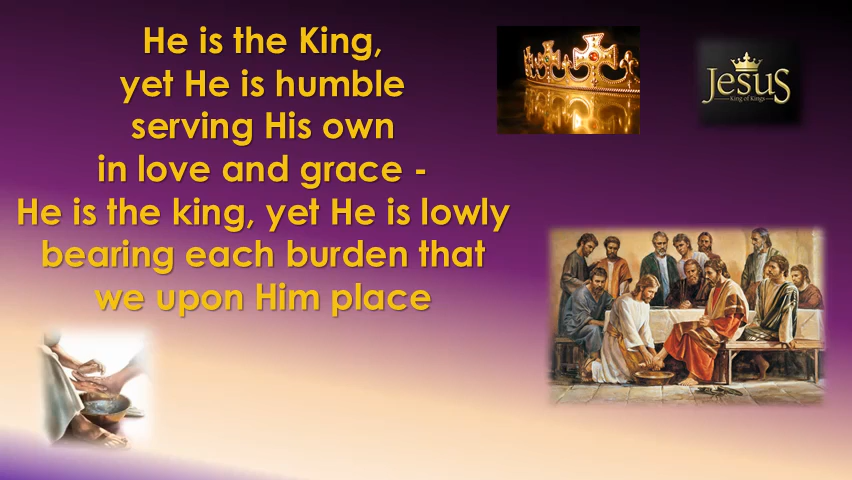 He is the King,
yet He is humble
serving His own
in love and grace -
He is the king, yet He is lowly
bearing each burden that
we upon Him place
Jesus
King of Kings